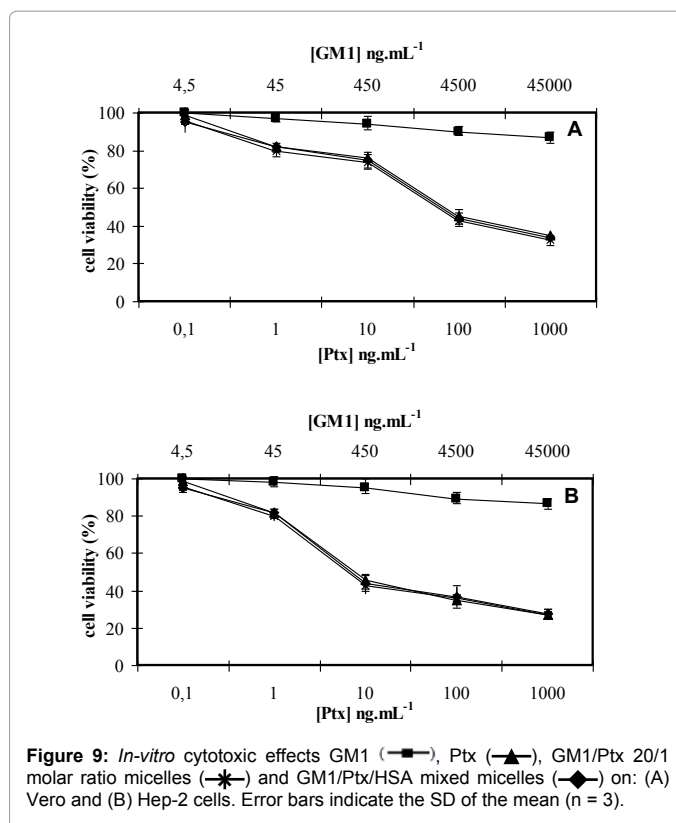 [GM1] ng.mL-1
4,5 45 450 4500 45000
100
80
60
40
20
0
cell viability (%)
A
0,1 1 10 100 1000
[Ptx] ng.mL-1
[GM1] ng.mL-1
4,5 45 450 4500 45000
100
80
60
40
20
0
cell viability (%)
B
0,1 1 10 100 1000
[Ptx] ng.mL-1
Figure 9: In-vitro cytotoxic effects GM1 (■), Ptx (▲), GM1/Ptx 20/1
molar ratio micelles (✱) and GM1/Ptx/HSA mixed micelles (◆) on: (A)
Vero and (B) Hep-2 cells. Error bars indicate the SD of the mean (n = 3).